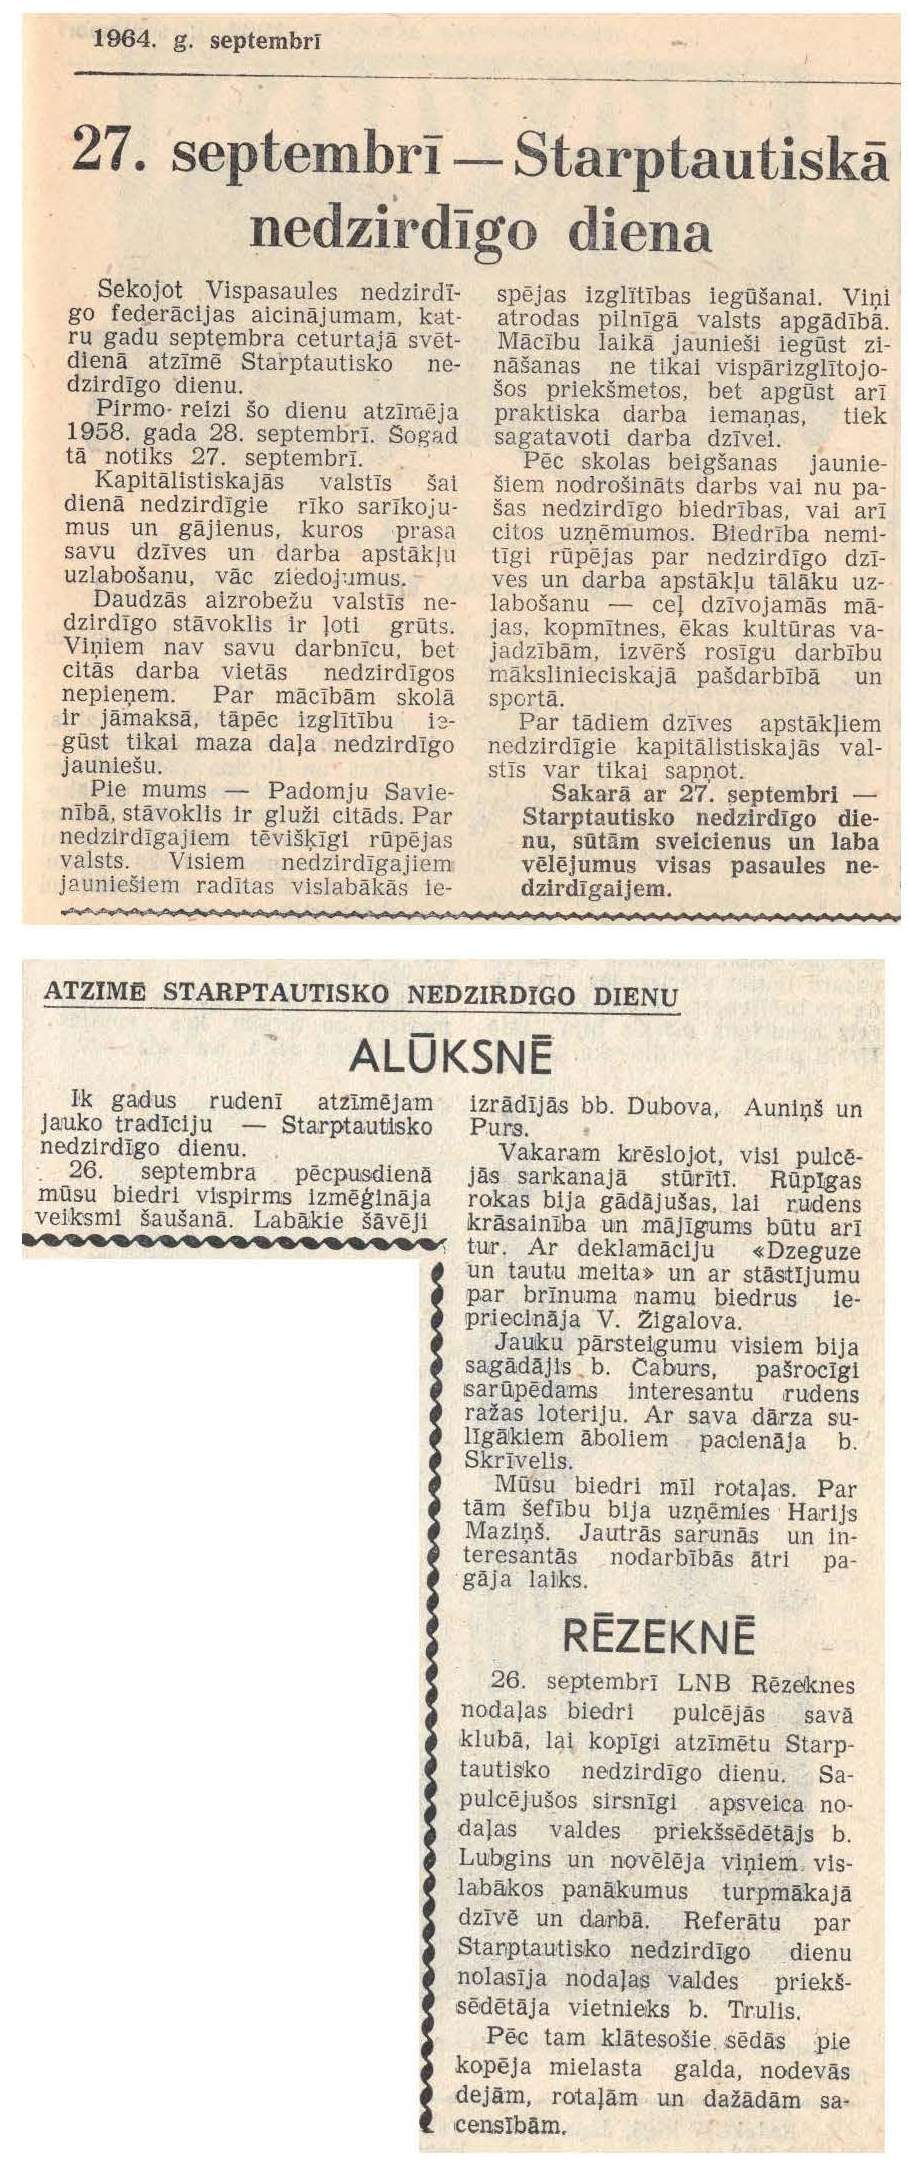 1964. g. septembrī
27. septembrī — Starptautiskā
nedzirdīgo diena
Sekojot Vispasaules nedzirdī-
go federācijas aicinājumam, kat-
ru gadu septembra ceturtajā svēt-
dienā atzīmē Starptautisko ne-
dzirdīgo dienu.
Pirmo reizi šo dienu atzīmēja
1958. gada 28. septembrī. Šogad
tā notiks 27. septembrī.
Kapitālistiskajās valstīs šai
dienā nedzirdīgie rīko sarīkoju-
mus un gājienus, kuros prasa
savu dzīves un darba apstākļu
uzlabošanu, vāc ziedojumus.
Daudzās aizrobežu valstīs ne-
dzirdīgo stāvoklis ir ļoti grūts.
Viņiem nav savu darbnīcu, bet
citās darba vietās nedzirdīgos
nepieņem. Par mācībām skolā
ir jāmaksā, tāpēc izglītību ie-
gūst tikai maza daļa nedzirdīgo
jauniešu.
Pie mums — Padomju Savie-
nībā, stāvoklis ir gluži citāds. Par
nedzirdīgajiem tēvišķīgi rūpējas
valsts. Visiem nedzirdīgajiem
jauniešiem radītas vislabākās ie-
spējas izglītības iegūšanai. Viņi
atrodas pilnīgā valsts apgādībā.
Mācību laikā jaunieši iegūst zi-
nāšanas ne tikai vispārizglītojo-
šos priekšmetos, bet apgūst arī
praktiska darba iemaņas, tiek
sagatavoti darba dzīvei.
Pēc skolas beigšanas jaunie-
šiem nodrošināts darbs vai nu pa-
šas nedzirdīgo biedrības, vai arī
citos uzņēmumos. Biedrība nemi-
tīgi rūpējas par nedzirdīgo dzī-
ves un darba apstākļu tālāku uz-
labošanu — ceļ dzīvojamās mā-
jas, kopmītnes, ēkas kultūras va-
jadzībām, izvērš rosīgu darbību
mākslinieciskajā pašdarbībā un
sportā.
Par tādiem dzīves apstākļiem
nedzirdīgie kapitālistiskajās val-
stīs var tikai sapņot.
Sakarā ar 27. septembri —
Starptautisko nedzirdīgo die-
nu, sūtām sveicienus un laba
vēlējumus visas pasaules ne-
dzirdīgaijem.
ATZĪMĒ STARPTAUTISKO NEDZIRDĪGO DIENU
ALŪKSNĒ
Ik gadus rudenī atzīmējam
jauko tradīciju — Starptautisko
nedzirdīgo dienu.
26. septembra pēcpusdienā
mūsu biedri vispirms izmēģināja
veiksmi šaušanā. Labākie šāvēji
izrādījās bb. Dubova, Auniņš un
Purs.
Vakaram krēslojot, visi pulcē-
jās sarkanajā stūrītī. Rūpīgas
rokas bija gādājušas, lai rudens
krāsainība un mājīgums būtu arī
tur. Ar deklamāciju «Dzeguze
un tautu meita» un ar stāstījumu
par brīnuma namu biedrus ie-
priecināja V. Žigalova.
Jauku pārsteigumu visiem bija
sagādājis b. Čaburs, pašrocīgi
sarūpēdams interesantu rudens
ražas loteriju. Ar sava dārza su-
līgākiem āboliem pacienāja b.
Skrīvelis.
Mūsu biedri mīl rotaļas. Par
tām šefību bija uzņēmies Harijs
Maziņš. Jautrās sarunās un in-
teresantās nodarbībās ātri pa-
gāja laiks.
RĒZEKNĒ
26. septembrī LNB Rēzeknes
nodaļas biedri pulcējās savā
klubā, lai kopīgi atzīmētu Starp-
tautisko nedzirdīgo dienu. Sa-
pulcējušos sirsnīgi apsveica no-
daļas valdes priekšsēdētājs b.
Lubgins un novēlēja viņiem vis-
labākos panākumus turpmākajā
dzīvē un darbā. Referātu par
Starptautisko nedzirdīgo dienu
nolasīja nodaļas valdes priekš-
sēdētāja vietnieks b. Trulis.
Pēc tam klātesošie sēdās pie
kopēja mielasta galda, nodevās
dejām, rotaļām un dažādām sa-
censībām.